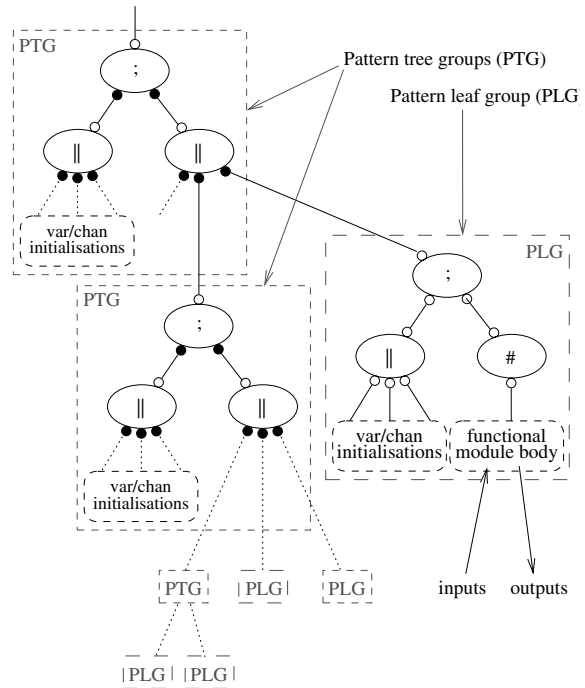 PTG
Pattern tree groups (PTG)
;
Pattern leaf group (PLG)
||
||
var/chan
initialisations
PLG
;
PTG
;
||
#
||
||
var/chan
initialisations
functional
module body
var/chan
initialisations
PTG
PLG
PLG
inputs
outputs
PLG
PLG